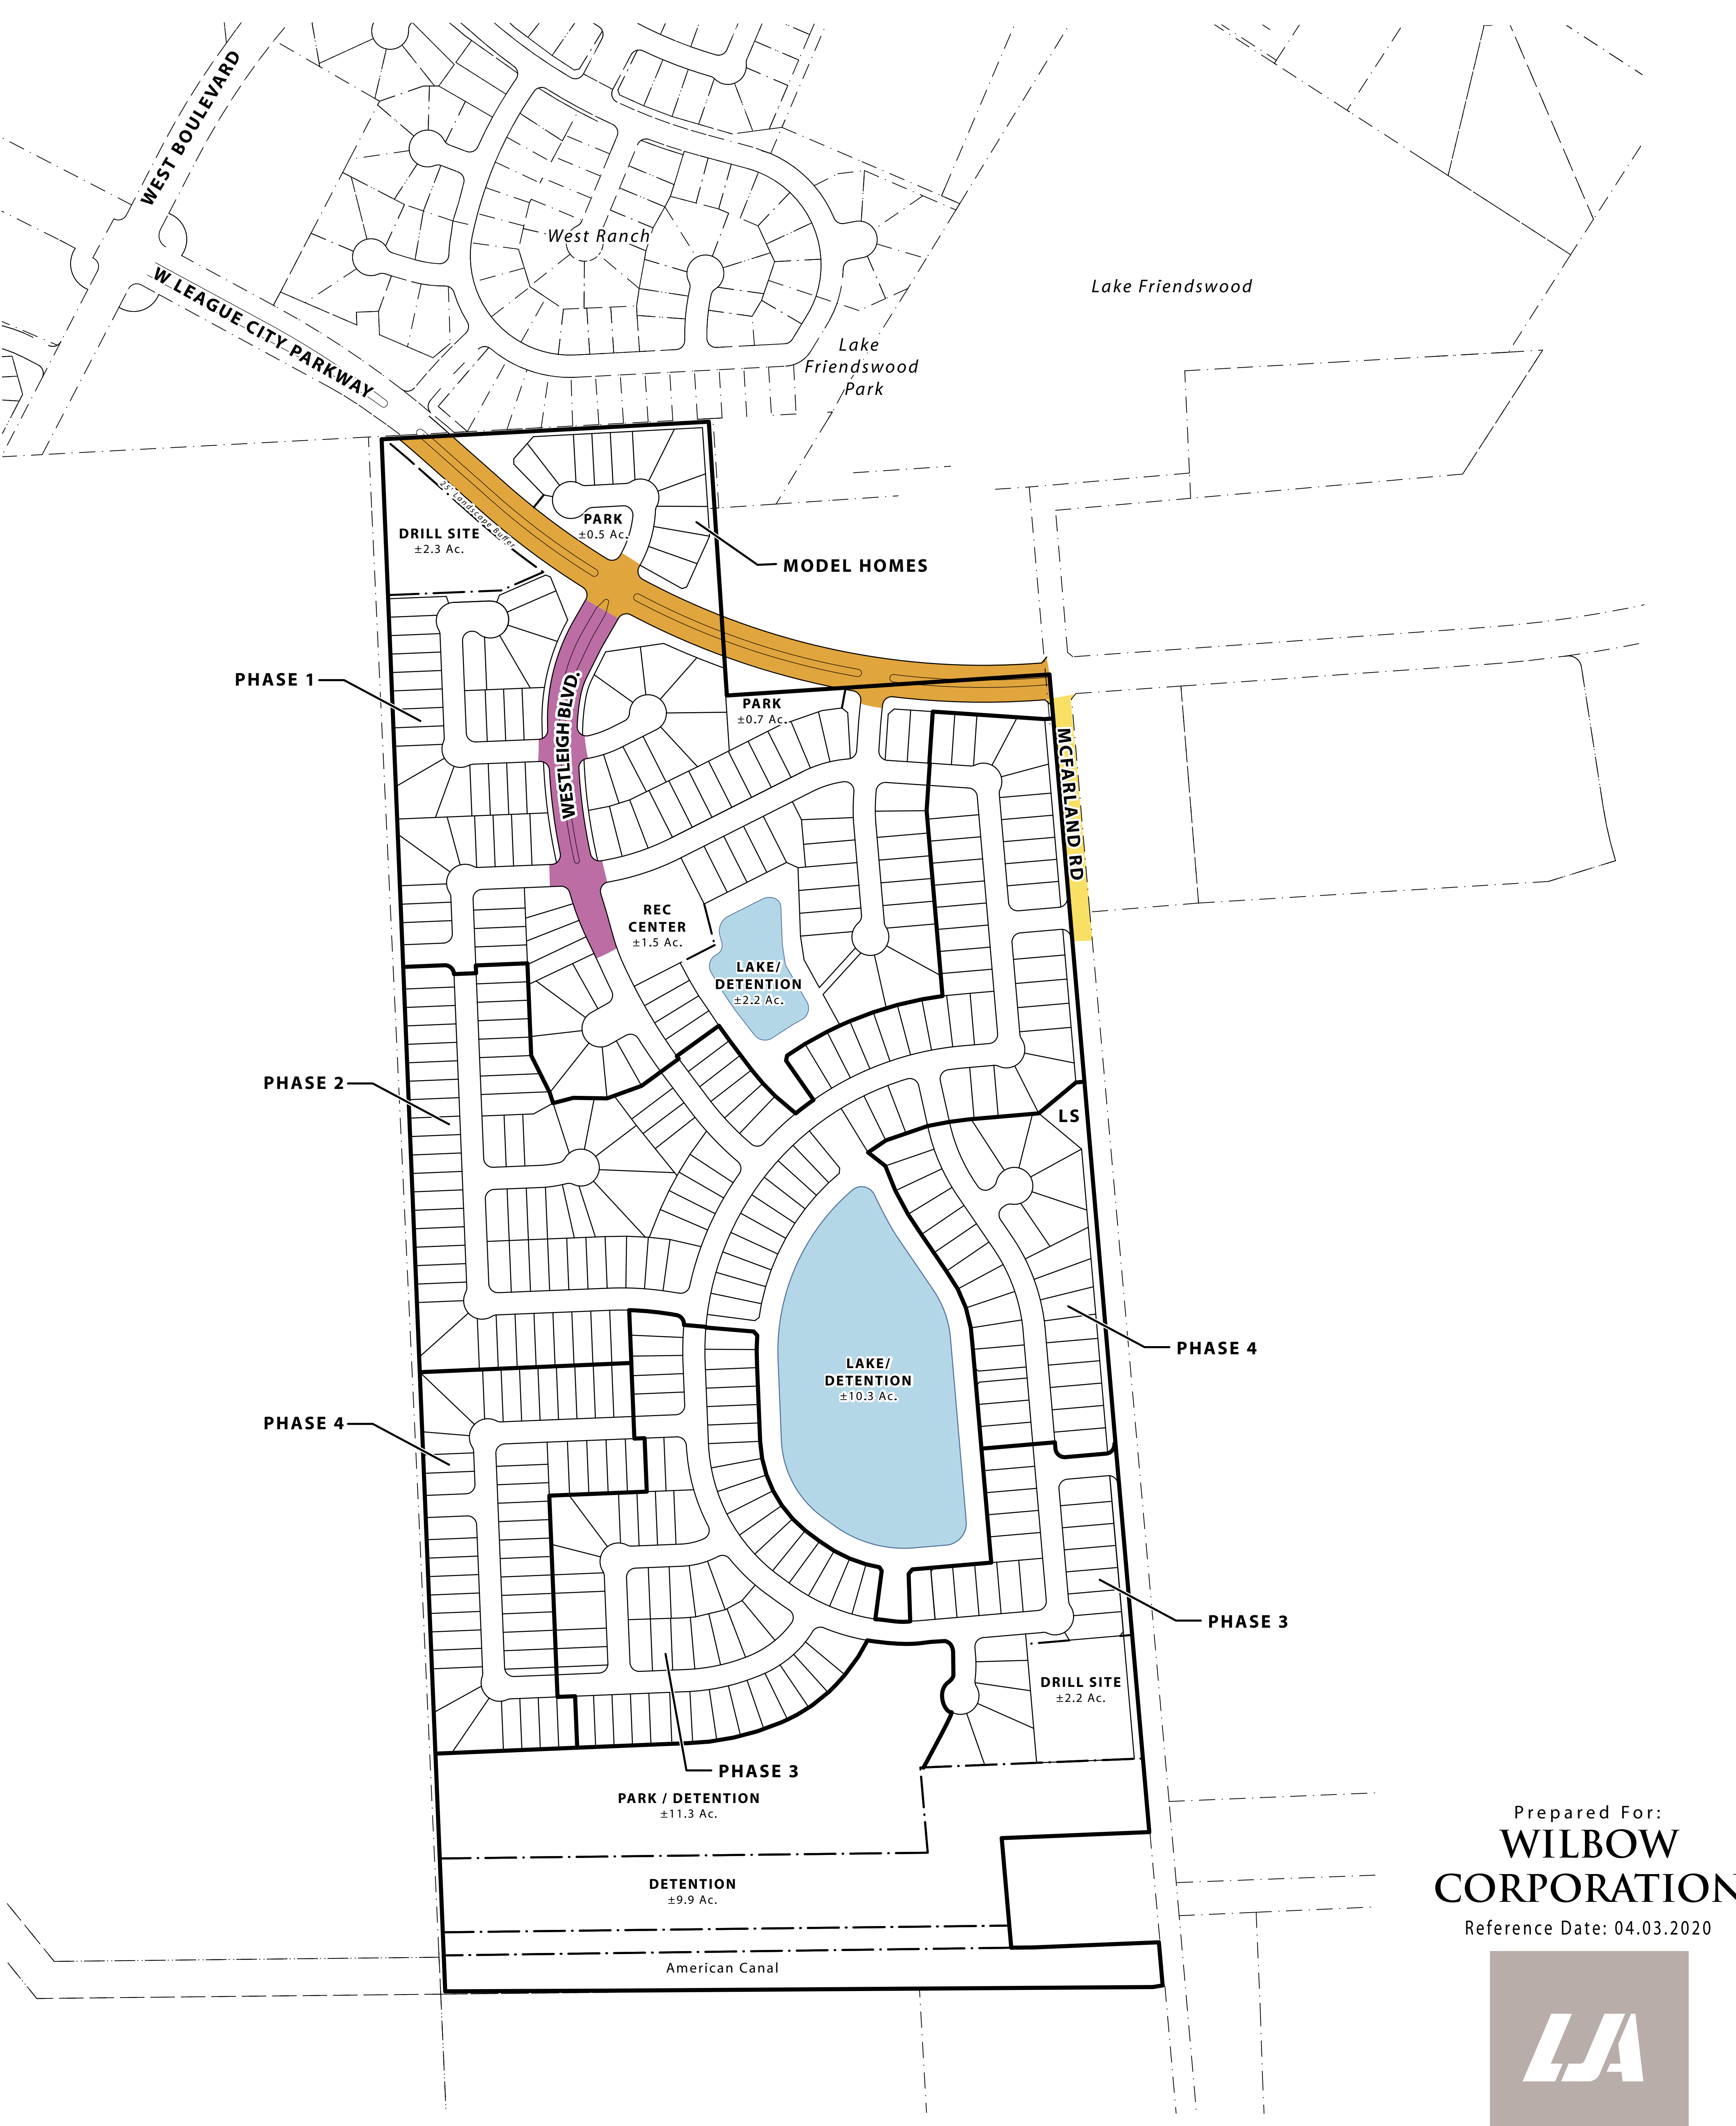 WEST BOULEVARD
W LEAGUE CITY PARKWAY
West Ranch
Lake Friendswood
Lake
Friendswood
Park
25' Landscape Buffer
DRILL SITE
±2.3 Ac.
PARK
±0.5 Ac.
MODEL HOMES
PHASE 1
WESTLEIGH BLVD.
PARK
±0.7 Ac.
MCFARLAND RD
REC
CENTER
±1.5 Ac.
LAKE/
DETENTION
±2.2 Ac.
PHASE 2
LS
PHASE 4
LAKE/
DETENTION
±10.3 Ac.
PHASE 4
PHASE 3
DRILL SITE
±2.2 Ac.
PHASE 3
PARK / DETENTION
±11.3 Ac.
DETENTION
±9.9 Ac.
American Canal
Prepared For:
WILBOW
CORPORATION
Reference Date: 04.03.2020
LJA